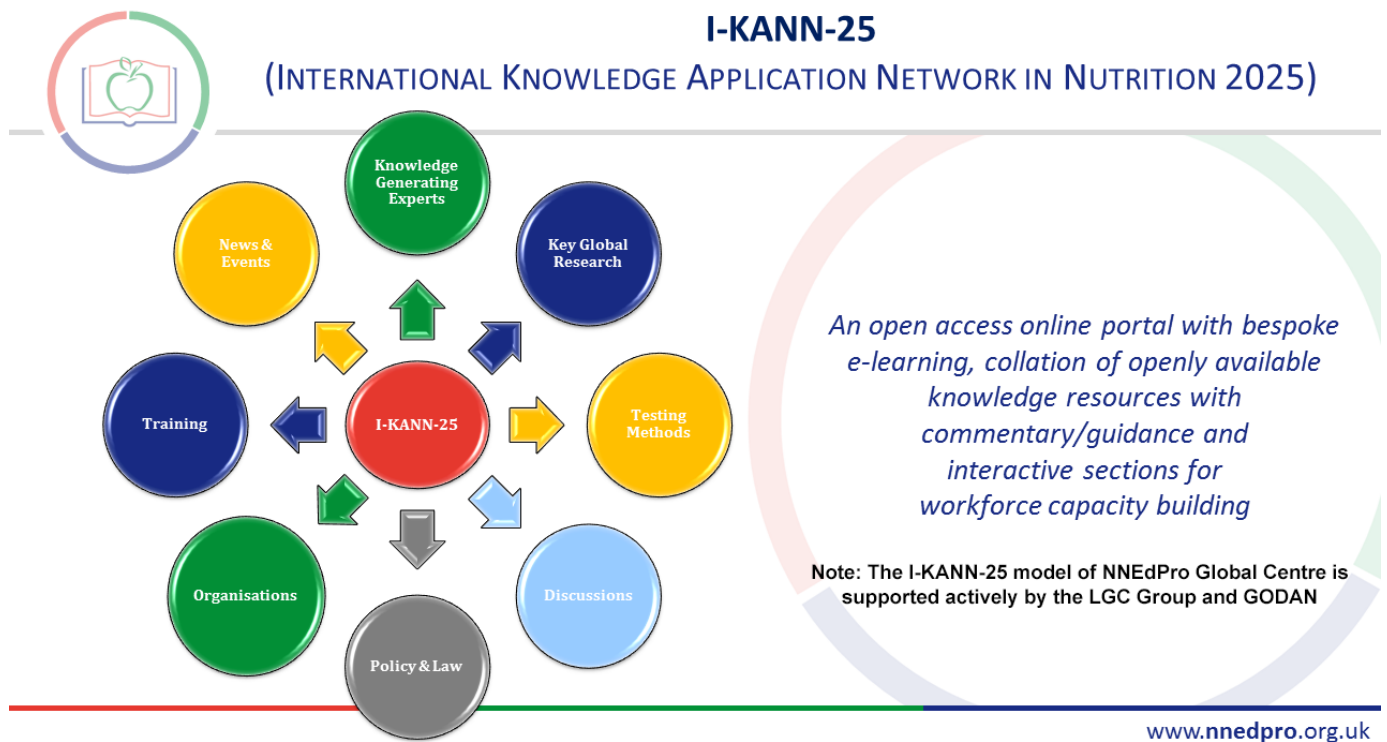 I-KANN-25
(INTERNATIONAL KNOWLEDGE APPLICATION NETWORK IN NUTRITION 2025)
Knowledge
Generating
Experts
News &
Events
Key Global
Research
Training
I-KANN-25
Testing
Methods
Organisations
Discussions
Policy & Law
An open access online portal with bespoke
e-learning, collation of openly available
knowledge resources with
commentary/guidance and
interactive sections for
workforce capacity building
Note: The I-KANN-25 model of NNEdPro Global Centre is
supported actively by the LGC Group and GODAN
www.nnedpro.org.uk